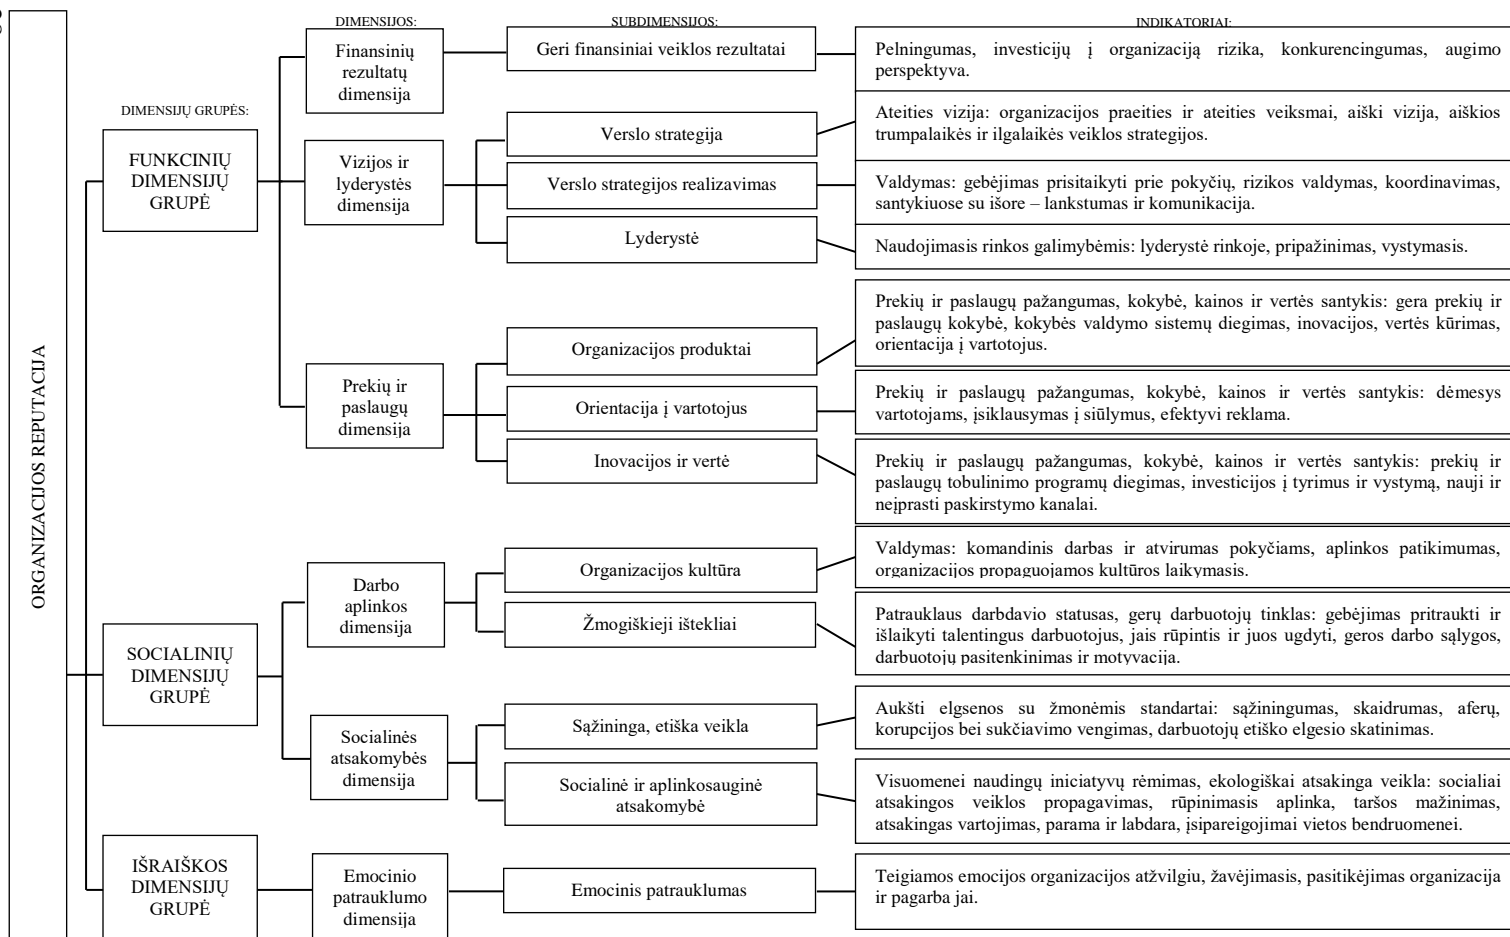 ORGANIZACIJOS REPUTACIJA
DIMENSIJŲ GRUPĖS:
DIMENSIJOS:
SUBDIMENSIJOS:
INDIKATORIAI:
FUNKCINIŲ
DIMENSIJŲ
GRUPĖ
Finansinių
rezultatų
dimensija
Geri finansiniai veiklos rezultatai
Pelningumas, investicijų į organizaciją rizika, konkurencingumas, augimo
perspektyva.
Vizijos ir
lyderystės
dimensija
Verslo strategija
Ateities vizija: organizacijos praeities ir ateities veiksmai, aiški vizija, aiškios
trumpalaikės ir ilgalaikės veiklos strategijos.
Verslo strategijos realizavimas
Valdymas: gebėjimas prisitaikyti prie pokyčių, rizikos valdymas, koordinavimas,
santykiuose su išore – lankstumas ir komunikacija.
Lyderystė
Naudojimasis rinkos galimybėmis: lyderystė rinkoje, pripažinimas, vystymasis.
Prekių ir
paslaugų
dimensija
Organizacijos produktai
Prekių ir paslaugų pažangumas, kokybė, kainos ir vertės santykis: gera prekių ir
paslaugų kokybė, kokybės valdymo sistemų diegimas, inovacijos, vertės kūrimas,
orientacija į vartotojus.
Orientacija į vartotojus
Prekių ir paslaugų pažangumas, kokybė, kainos ir vertės santykis: dėmesys
vartotojams, įsiklausymas į siūlymus, efektyvi reklama.
Inovacijos ir vertė
Prekių ir paslaugų pažangumas, kokybė, kainos ir vertės santykis: prekių ir
paslaugų tobulinimo programų diegimas, investicijos į tyrimus ir vystymą, nauji ir
neįprasti paskirstymo kanalai.
SOCIALINIŲ
DIMENSIJŲ
GRUPĖ
Darbo
aplinkos
dimensija
Organizacijos kultūra
Valdymas: komandinis darbas ir atvirumas pokyčiams, aplinkos patikimumas,
organizacijos propaguojamos kultūros laikymasis.
Žmogiškieji ištekliai
Patrauklaus darbdavio statusas, gerų darbuotojų tinklas: gebėjimas pritraukti ir
išlaikyti talentingus darbuotojus, jais rūpintis ir juos ugdyti, geros darbo sąlygos,
darbuotojų pasitenkinimas ir motyvacija.
Socialinės
atsakomybės
dimensija
Sąžininga, etiška veikla
Aukšti elgsenos su žmonėmis standartai: sąžiningumas, skaidrumas, aferų,
korupcijos bei sukčiavimo vengimas, darbuotojų etiško elgesio skatinimas.
Socialinė ir aplinkosauginė
atsakomybė
Visuomenei naudingų iniciatyvų rėmimas, ekologiškai atsakinga veikla: socialiai
atsakingos veiklos propagavimas, rūpinimasis aplinka, taršos mažinimas,
atsakingas vartojimas, parama ir labdara, įsipareigojimai vietos bendruomenei.
IŠRAIŠKOS
DIMENSIJŲ
GRUPĖ
Emocinio
patrauklumo
dimensija
Emocinis patrauklumas
Teigiamos emocijos organizacijos atžvilgiu, žavėjimasis, pasitikėjimas organizacija
ir pagarba jai.